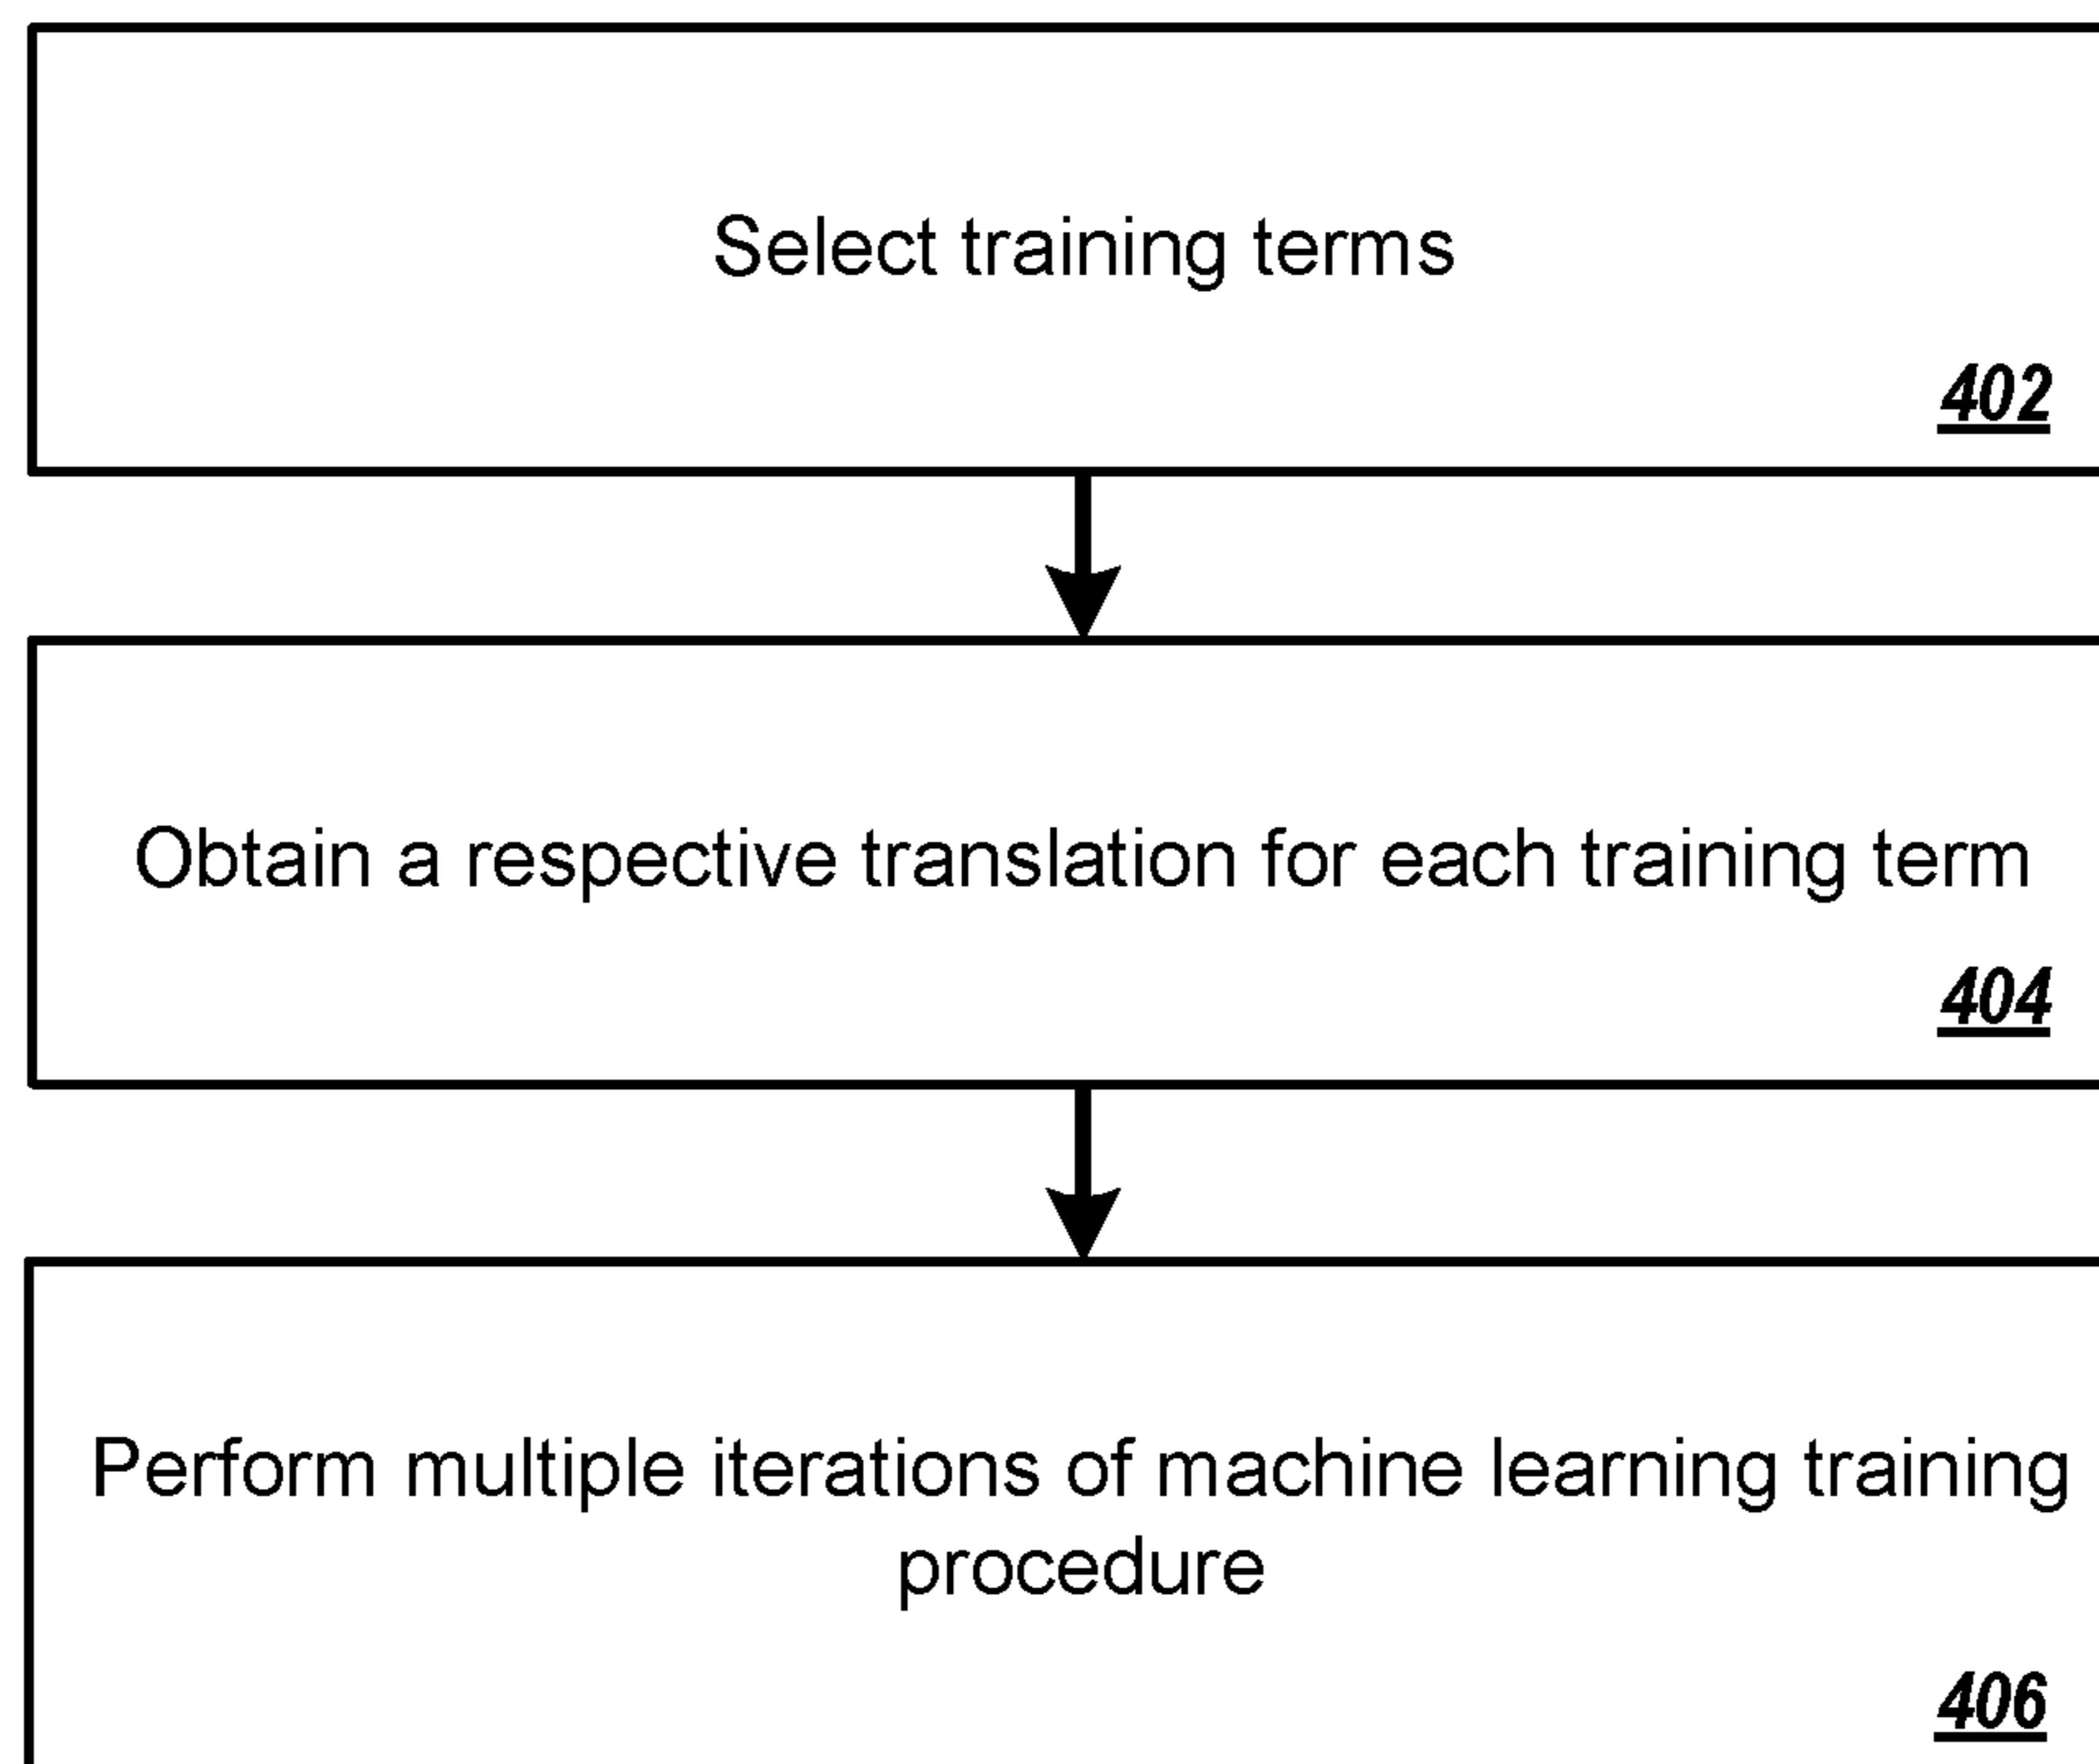 Select training terms
402
Obtain a respective translation for each training term
404
Perform multiple iterations of machine learning training
procedure
406